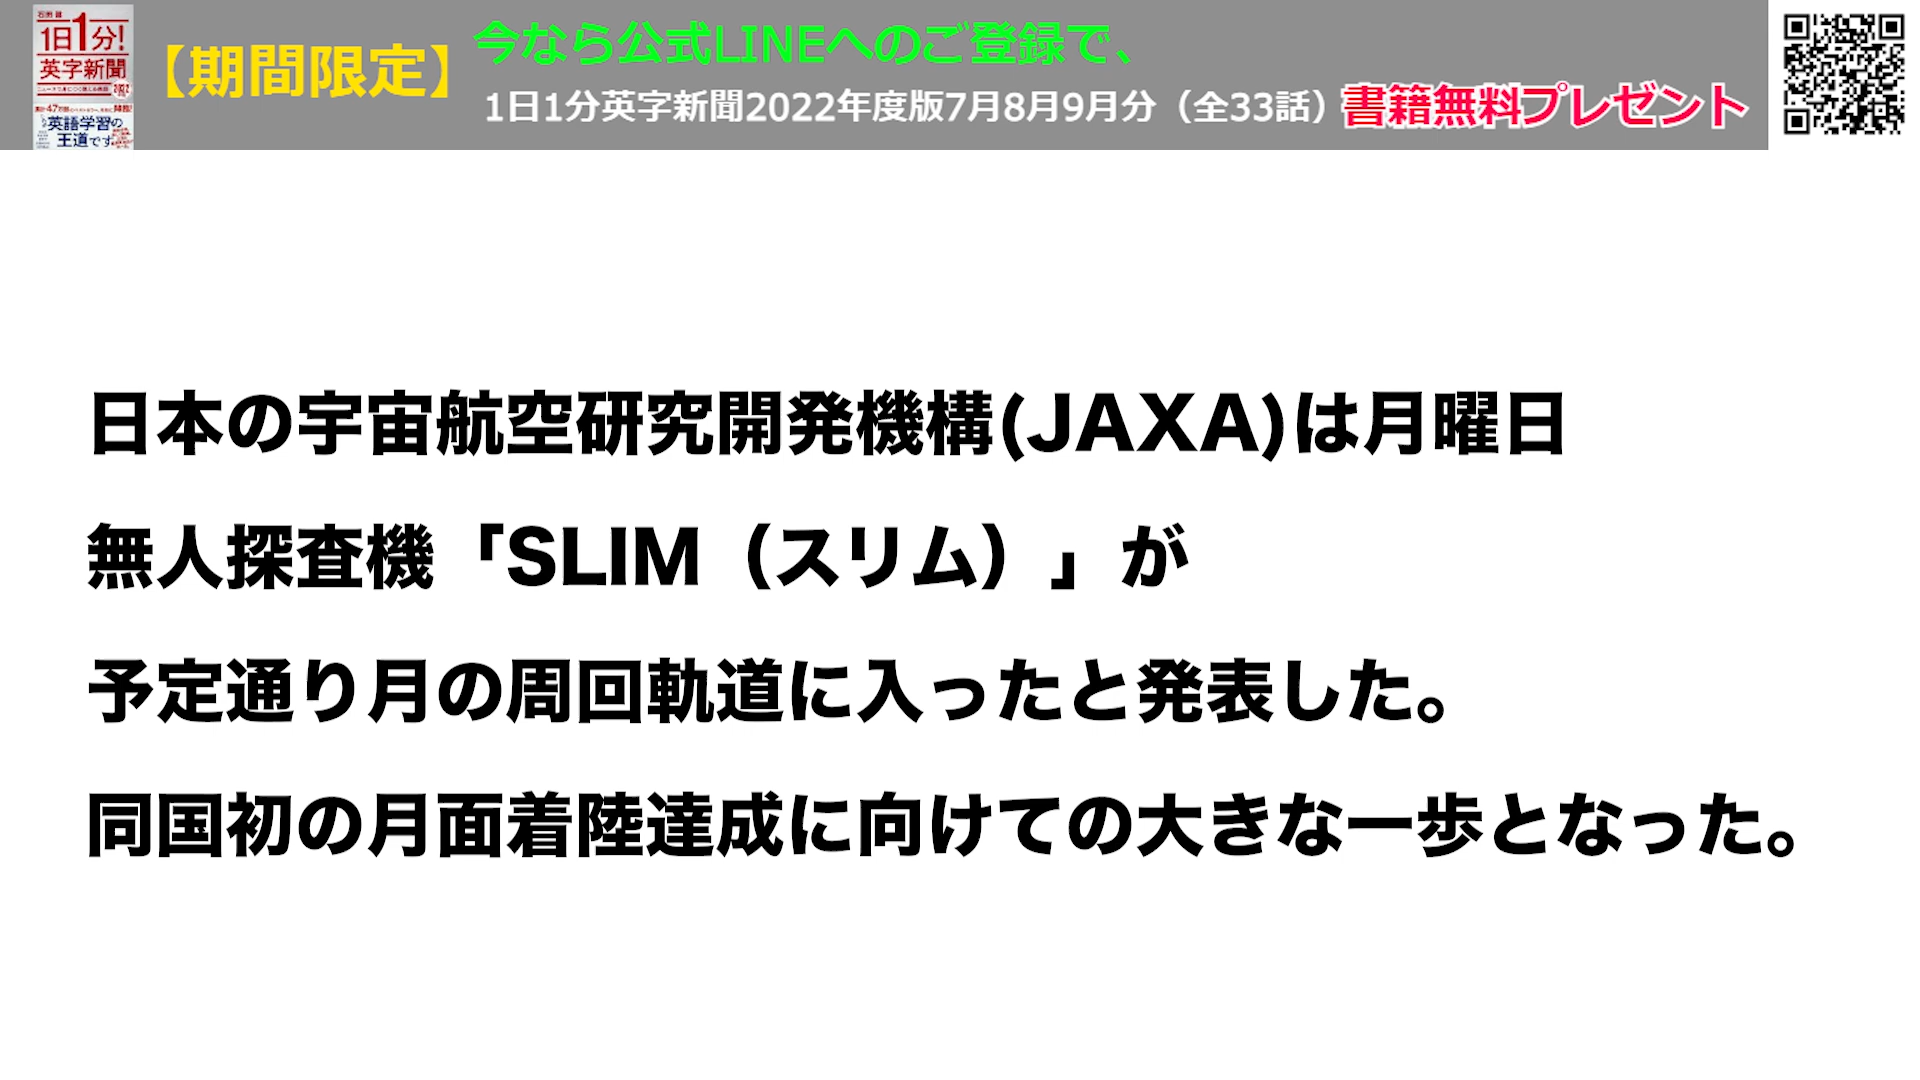 石田 健
1日1分!
英字新聞
2022
英語学習の
王道です
【期間限定】
今なら公式LINEへのご登録で、
1日1分英字新聞2022年度版7月8月9月分（全33話）書籍無料プレゼント
日本の宇宙航空研究開発機構(JAXA)は月曜日
無人探査機「SLIM（スリム）」が
予定通り月の周回軌道に入ったと発表した。
同国初の月面着陸達成に向けての大きな一歩となった。